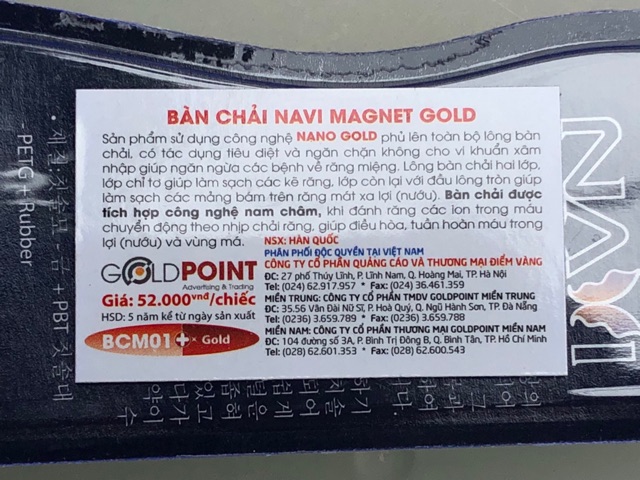 BÀN CHẢI NAVI MAGNET GOLD
Sản phẩm sử dụng công nghệ NANO GOLD phủ lên toàn bộ lông bàn
chải, có tác dụng tiêu diệt và ngăn chặn không cho vi khuẩn xâm
nhập giúp ngăn ngừa các bệnh về răng miệng. Lông bàn chải hai lớp,
lớp chỉ tơ giúp làm sạch các kẽ răng, lớp còn lại với đầu lông tròn giúp
làm sạch các mảng bám trên răng mát xa lợi (nướu). Bàn chải được
tích hợp công nghệ nam châm, khi đánh răng các ion trong máu
chuyển động theo nhịp chải răng, giúp điều hòa, tuần hoàn máu trong
lợi (nướu) và vùng má.
NSX: HÀN QUỐC
PHÂN PHỐI ĐỘC QUYỀN TẠI VIỆT NAM
CÔNG TY CỔ PHẦN QUẢNG CÁO VÀ THƯƠNG MẠI ĐIỂM VÀNG
ĐC: 27 phố Thúy Lĩnh, P. Lĩnh Nam, Q. Hoàng Mai, TP. Hà Nội
Tel: (024) 62.917.957 *Fax: (024) 36.461.359
MIỀN TRUNG: CÔNG TY CỔ PHẦN TMDV GOLDPOINT MIỀN TRUNG
ĐC: 35.56 Vân Đài Nữ Sĩ, P. Hoà Quý, Q. Ngũ Hành Sơn, TP. Đà Nẵng
Tel: (0236) 3.659.789 *Fax: (0236) 3.659.788
MIỀN NAM: CÔNG TY CỔ PHẦN THƯƠNG MẠI GOLDPOINT MIỀN NAM
ĐC: 104 đường số 3A, P. Bình Trị Đông B, Q. Bình Tân, TP. Hồ Chí Minh
Tel: (028) 62.601.353 *Fax: (028) 62.600.543
GOLDPOINT
Advertising & Trading
Giá: 52.000vnđ/chiếc
HSD: 5 năm kể từ ngày sản xuất
BCM01+ Gold
-PETG + Rubber
NAVI